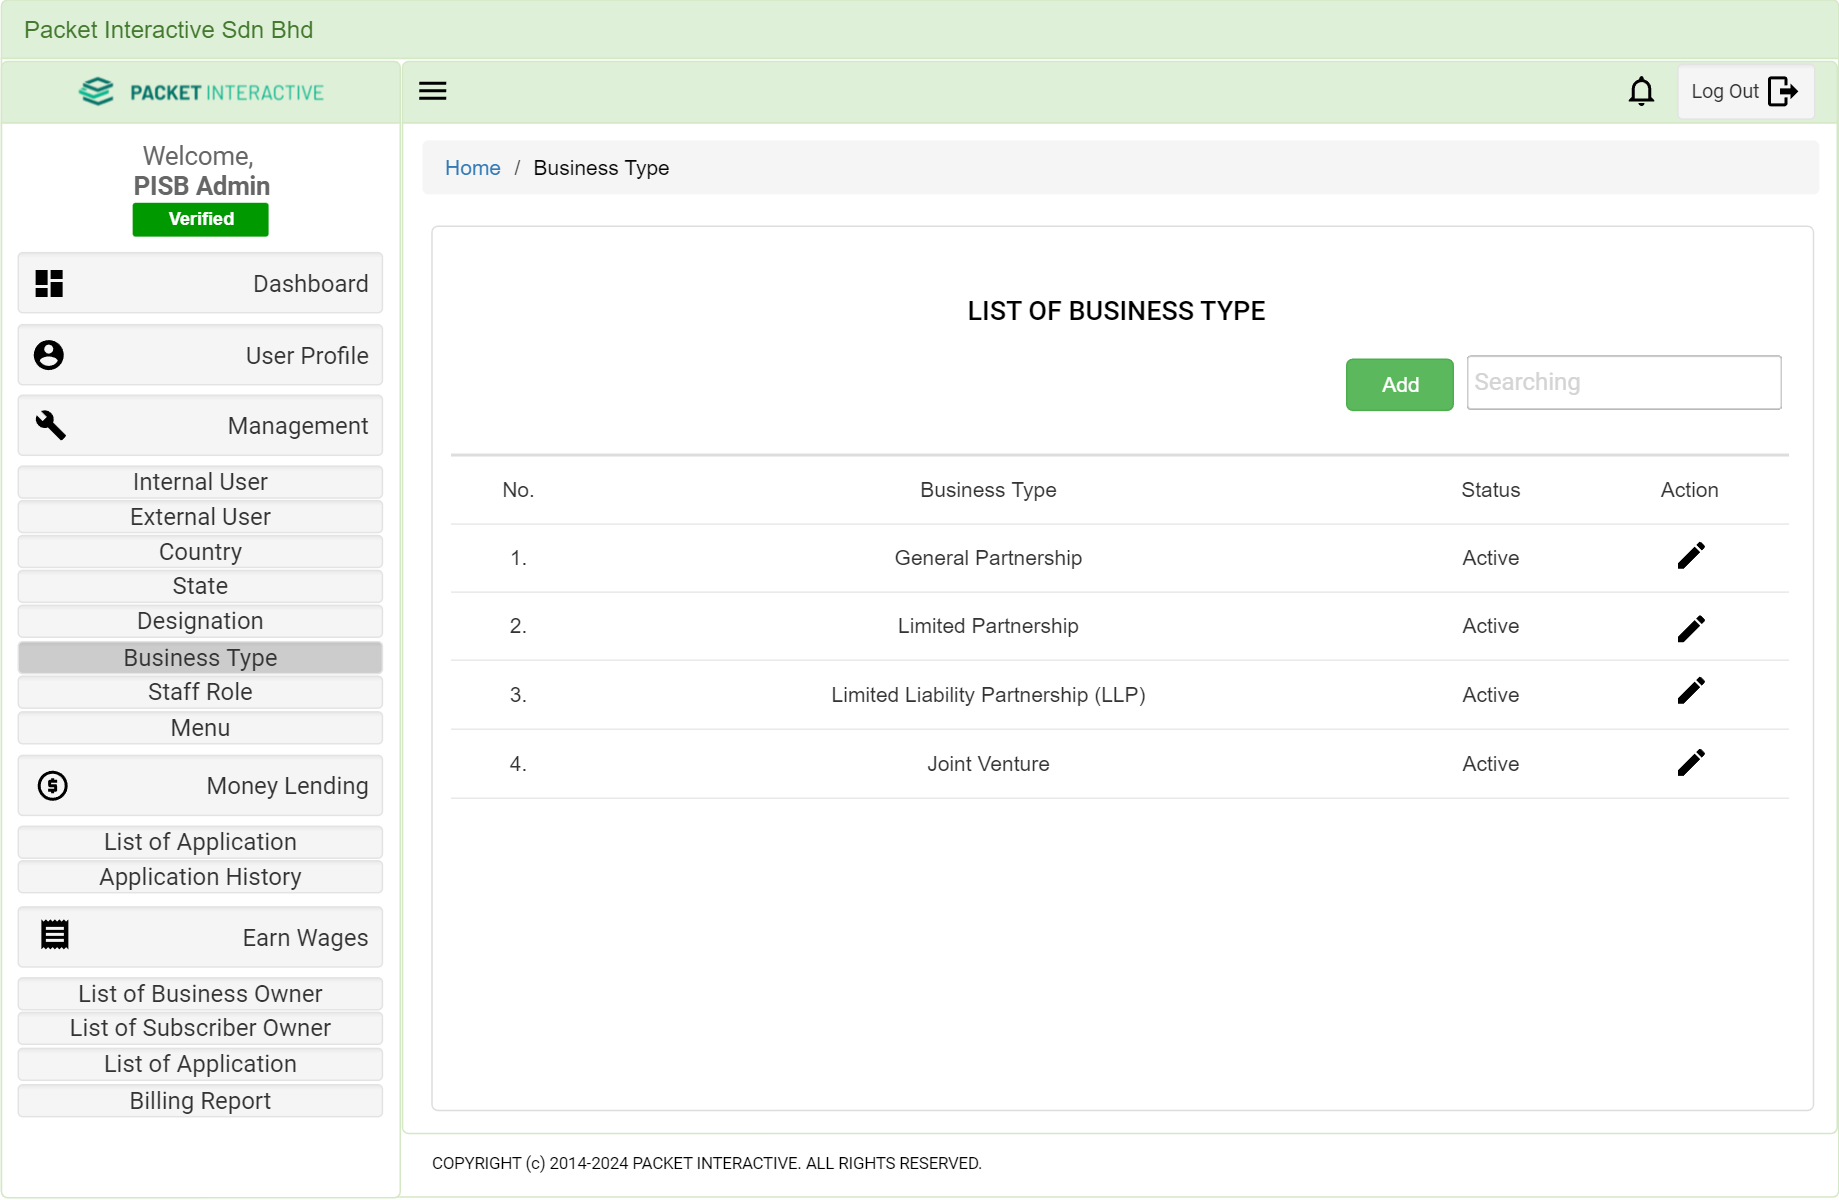 Packet Interactive Sdn Bhd
PACKET INTERACTIVE
Log Out
Welcome,
PISB Admin
Verified
Dashboard
User Profile
Management
Internal User
External User
Country
State
Designation
Business Type
Staff Role
Menu
Money Lending
List of Application
Application History
Earn Wages
List of Business Owner
List of Subscriber Owner
List of Application
Billing Report
Home / Business Type
LIST OF BUSINESS TYPE
Add Searching
No. Business Type Status Action
1. General Partnership Active
2. Limited Partnership Active
3. Limited Liability Partnership (LLP) Active
4. Joint Venture Active
COPYRIGHT (c) 2014-2024 PACKET INTERACTIVE. ALL RIGHTS RESERVED.